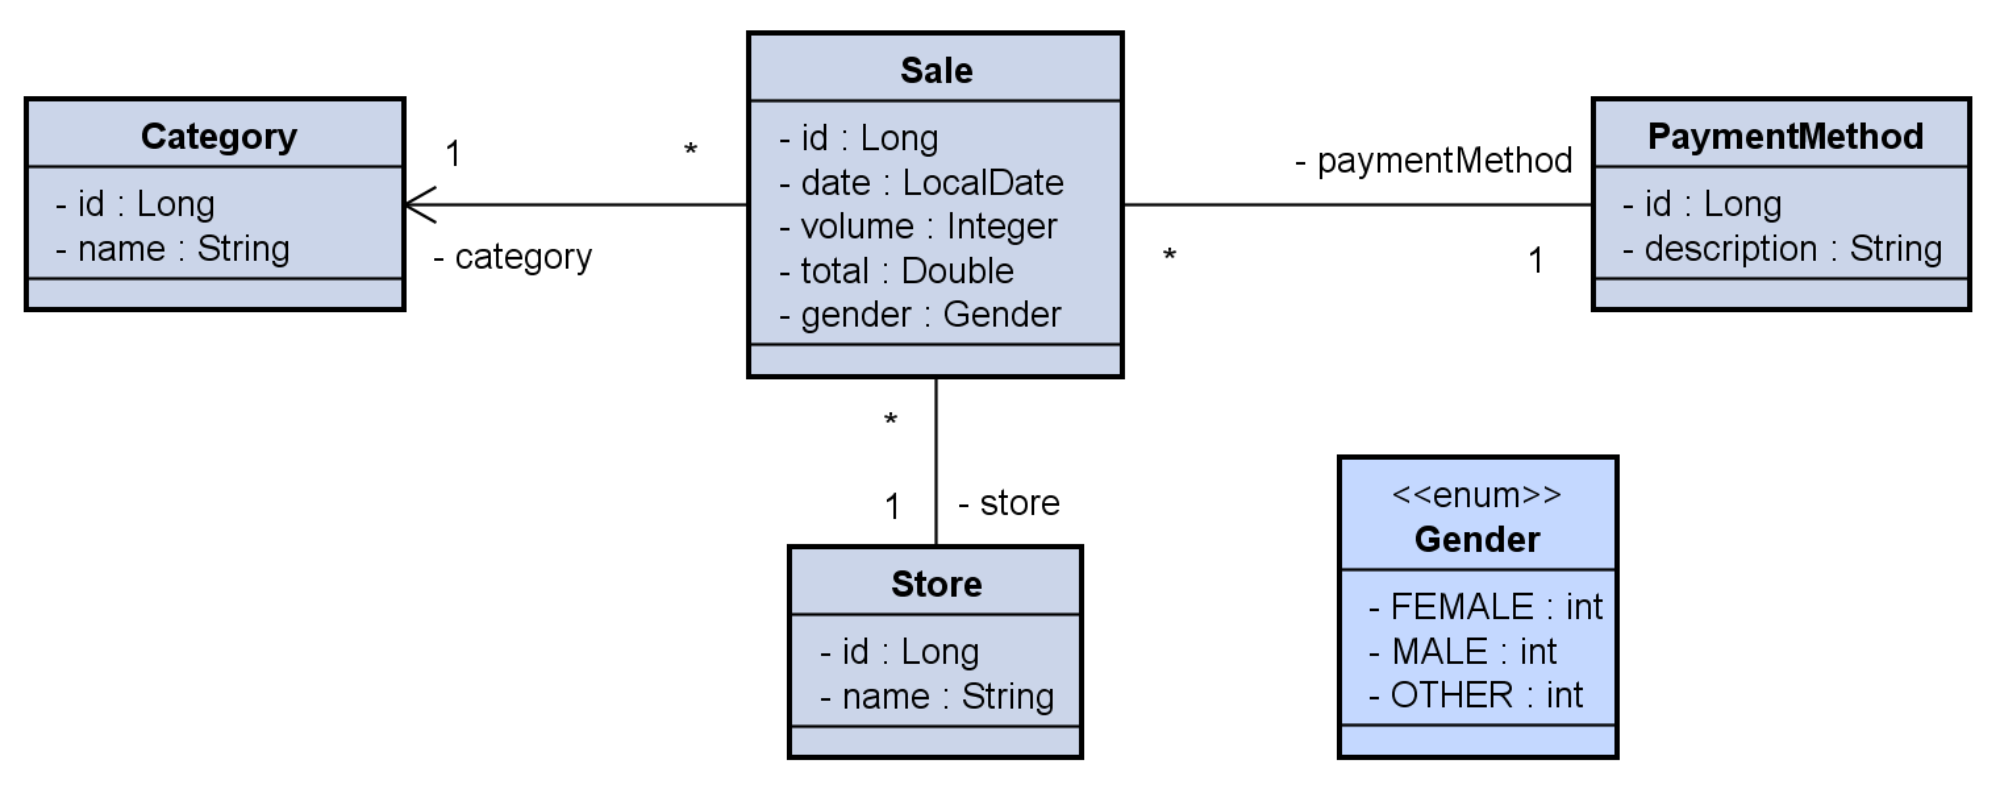 Category
- id : Long
- name : String
1
*
- category
Sale
- id : Long
- date : LocalDate
- volume : Integer
- total : Double
- gender : Gender
- paymentMethod
*
1
PaymentMethod
- id : Long
- description : String
*
1
- store
Store
- id : Long
- name : String
<<enum>>
Gender
- FEMALE : int
- MALE : int
- OTHER : int